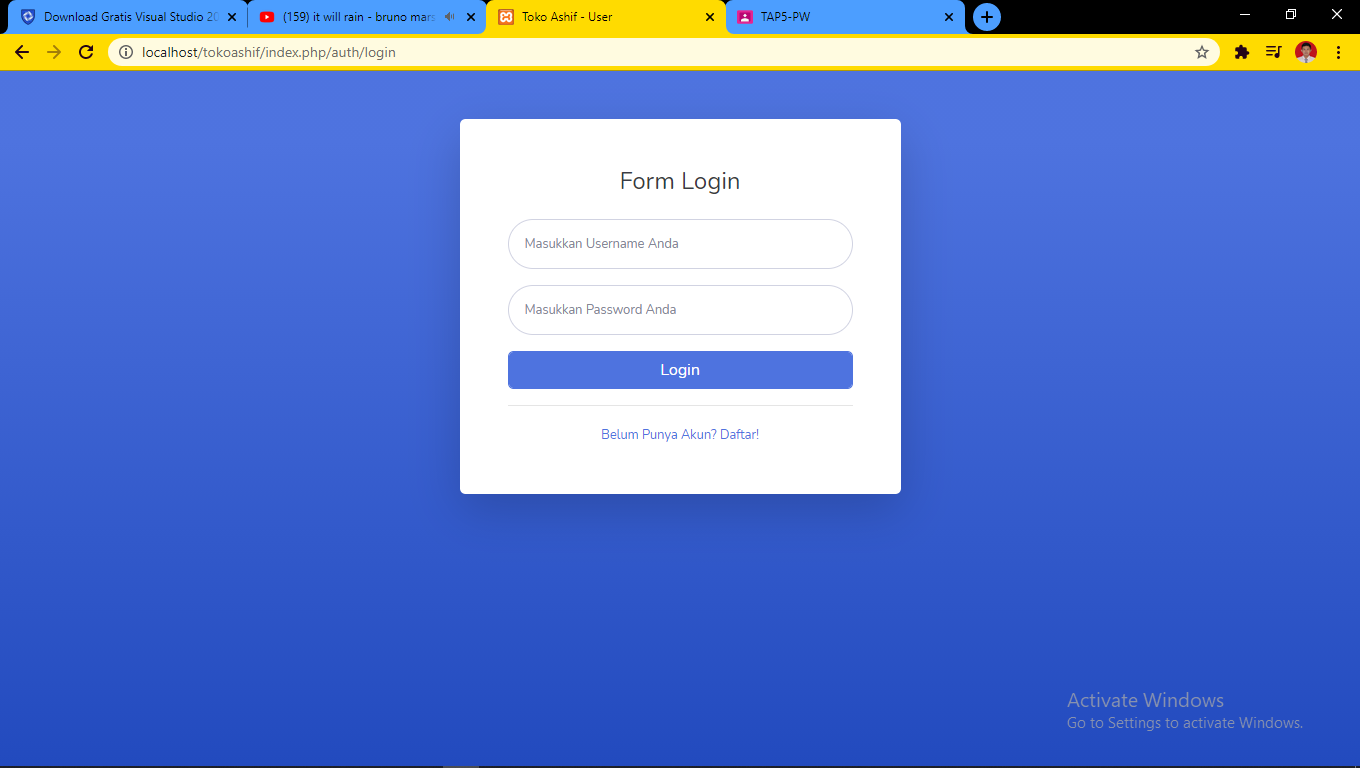 Download Gratis Visual Studio 20
(159) it will rain - bruno mars
Toko Ashif - User
TAP5-PW
localhost/tokoashif/index.php/auth/login
Form Login
Masukkan Username Anda
Masukkan Password Anda
Login
Belum Punya Akun? Daftar!
Activate Windows
Go to Settings to activate Windows.